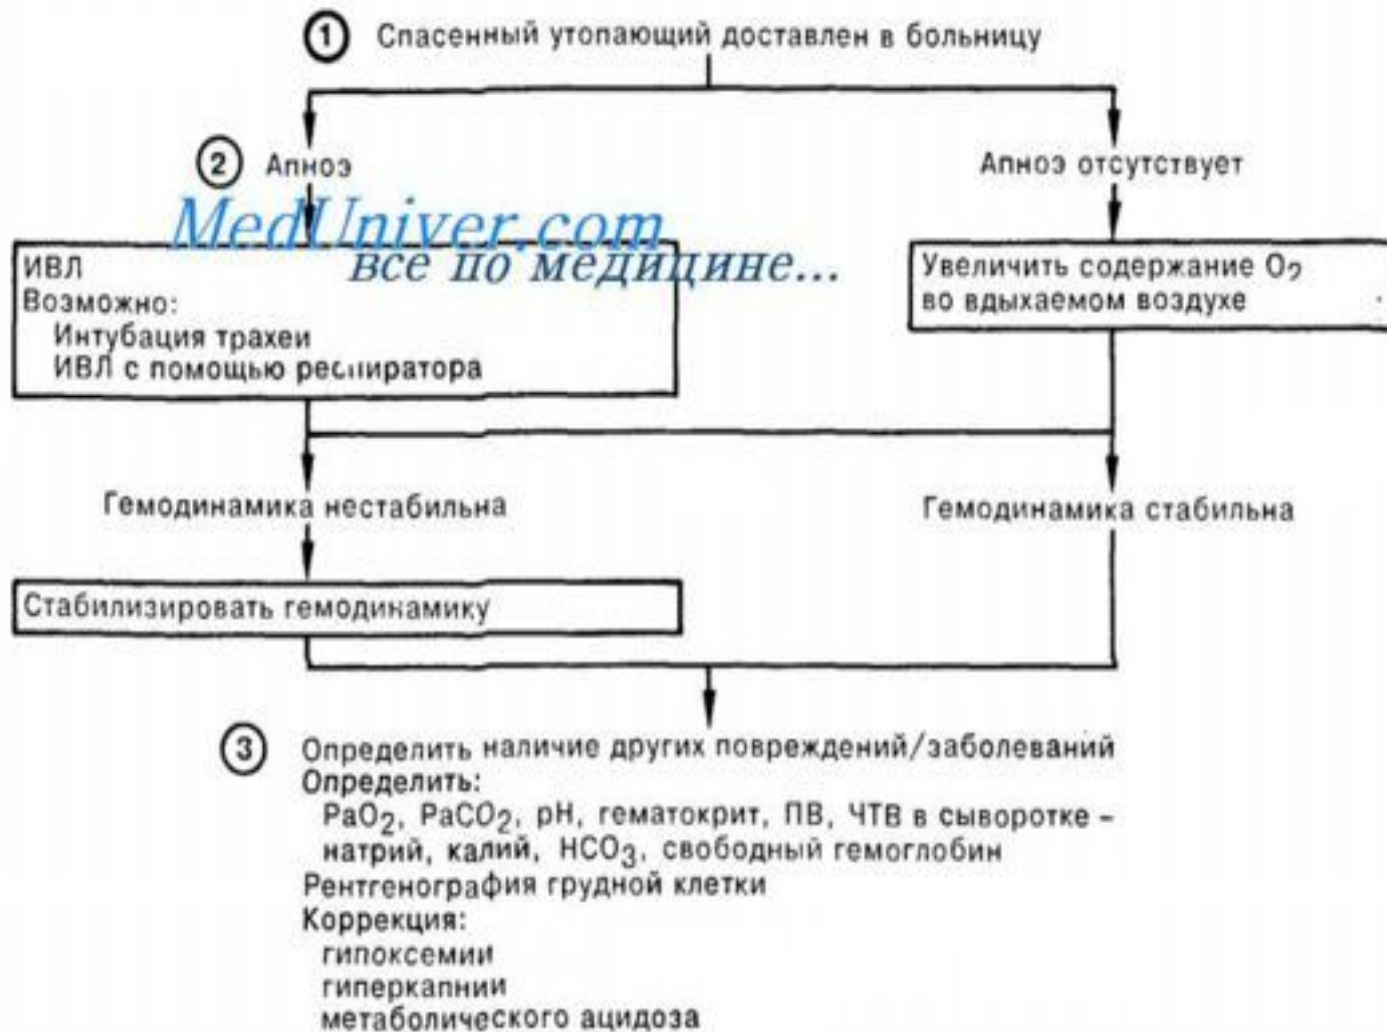 1 Спасенный утопающий доставлен в больницу
2 Апноэ
Апноэ отсутствует
MedUniver.com
все по медицине...
ИВЛ
Возможно:
Интубация трахеи
ИВЛ с помощью респиратора
Увеличить содержание O2
во вдыхаемом воздухе
Гемодинамика нестабильна
Гемодинамика стабильна
Стабилизировать гемодинамику
3 Определить наличие других повреждений/заболеваний
Определить:
PaO2, PaCO2, pH, гематокрит, ПВ, ЧТВ в сыворотке –
натрий, калий, HCO3, свободный гемоглобин
Рентгенография грудной клетки
Коррекция:
гипоксемии
гиперкапнии
метаболического ацидоза